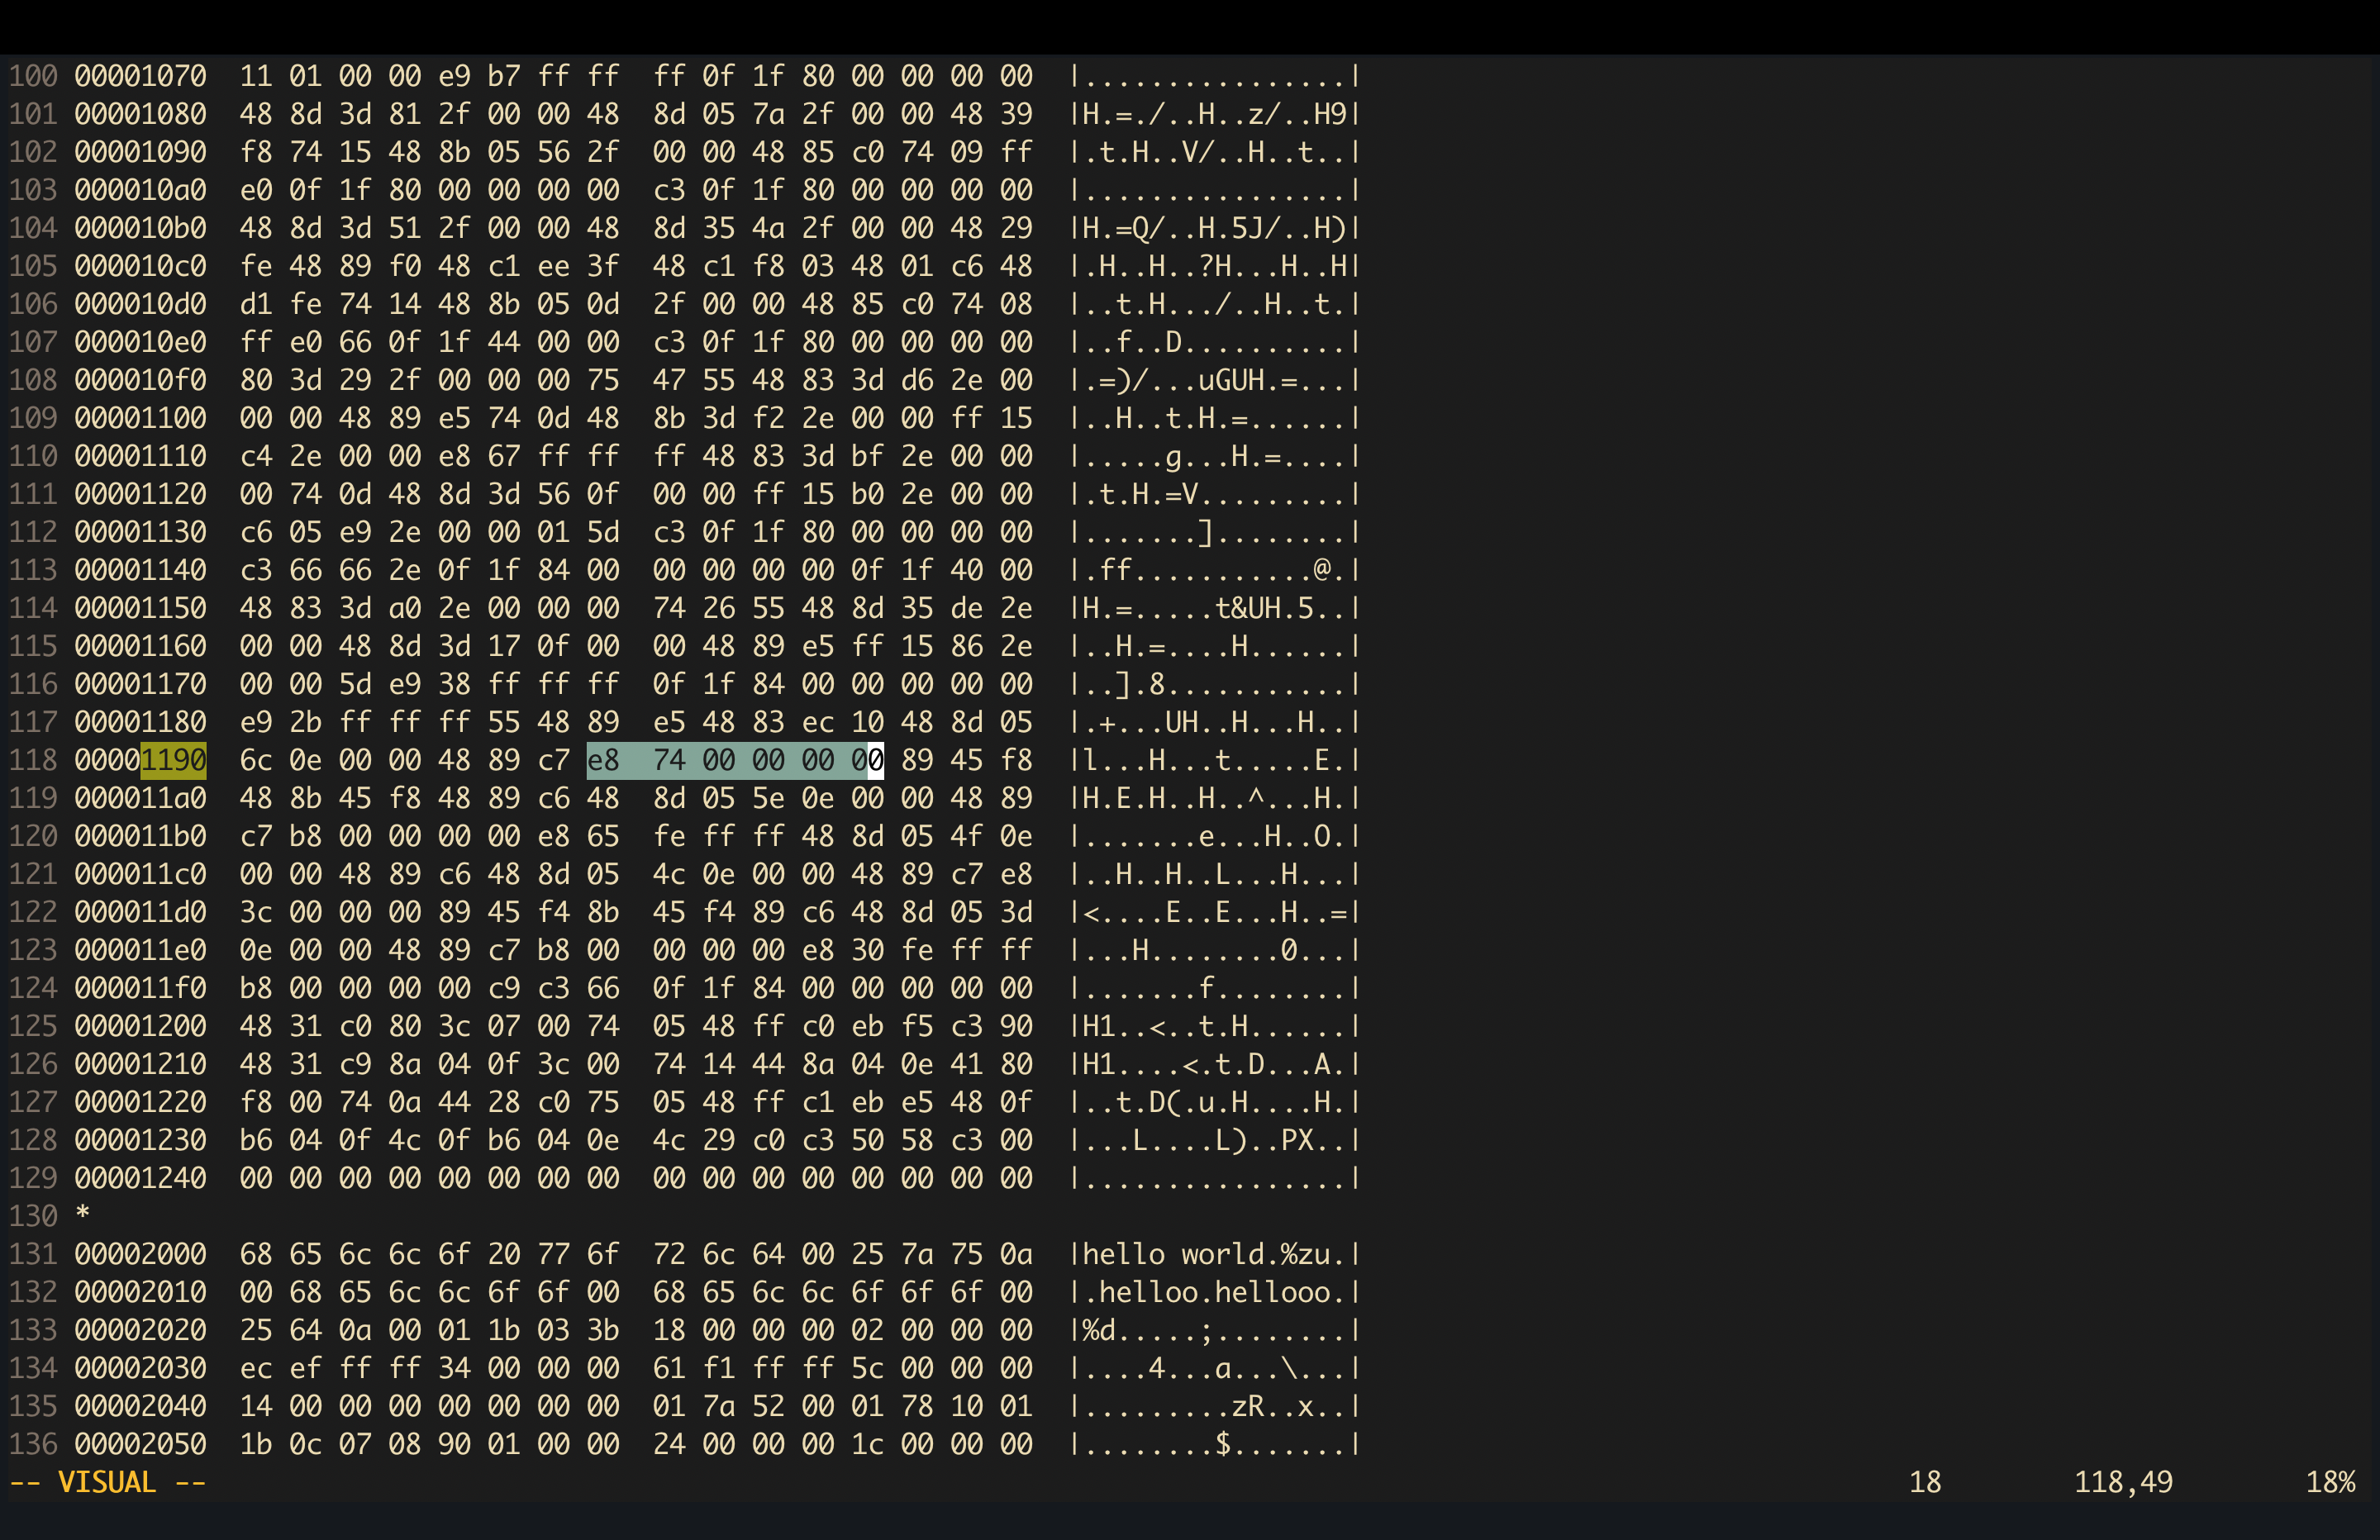 100 00001070  11 01 00 00 e9 b7 ff ff  ff 0f 1f 80 00 00 00 00  |................|
101 00001080  48 8d 3d 81 2f 00 00 48  8d 05 7a 2f 00 00 48 39  |H.=./..H..z/..H9|
102 00001090  f8 74 15 48 8b 05 56 2f  00 00 48 85 c0 74 09 ff  |.t.H..V/..H..t..|
103 000010a0  e0 0f 1f 80 00 00 00 00  c3 0f 1f 80 00 00 00 00  |................|
104 000010b0  48 8d 3d 51 2f 00 00 48  8d 35 4a 2f 00 00 48 29  |H.=Q/..H.5J/..H)|
105 000010c0  fe 48 89 f0 48 c1 ee 3f  48 c1 f8 03 48 01 c6 48  |.H..H..?H...H..H|
106 000010d0  d1 fe 74 14 48 8b 05 0d  2f 00 00 48 85 c0 74 08  |..t.H.../..H..t.|
107 000010e0  ff e0 66 0f 1f 44 00 00  c3 0f 1f 80 00 00 00 00  |..f..D..........|
108 000010f0  80 3d 29 2f 00 00 00 75  47 55 48 83 3d d6 2e 00  |.=)/...uGUH.=...|
109 00001100  00 00 48 89 e5 74 0d 48  8b 3d f2 2e 00 00 ff 15  |..H..t.H.=......|
110 00001110  c4 2e 00 00 e8 67 ff ff  ff 48 83 3d bf 2e 00 00  |.....g...H.=....|
111 00001120  00 74 0d 48 8d 3d 56 0f  00 00 ff 15 b0 2e 00 00  |.t.H.=V.........|
112 00001130  c6 05 e9 2e 00 00 01 5d  c3 0f 1f 80 00 00 00 00  |.......]........|
113 00001140  c3 66 66 2e 0f 1f 84 00  00 00 00 00 0f 1f 40 00  |.ff...........@.|
114 00001150  48 83 3d a0 2e 00 00 00  74 26 55 48 8d 35 de 2e  |H.=.....t&UH.5..|
115 00001160  00 00 48 8d 3d 17 0f 00  00 48 89 e5 ff 15 86 2e  |..H.=....H......|
116 00001170  00 00 5d e9 38 ff ff ff  0f 1f 84 00 00 00 00 00  |..].8...........|
117 00001180  e9 2b ff ff ff 55 48 89  e5 48 83 ec 10 48 8d 05  |.+...UH..H...H..|
118 00001190  6c 0e 00 00 48 89 c7 e8  74 00 00 00 00 89 45 f8  |l...H...t.....E.|
119 000011a0  48 8b 45 f8 48 89 c6 48  8d 05 5e 0e 00 00 48 89  |H.E.H..H..^...H.|
120 000011b0  c7 b8 00 00 00 00 e8 65  fe ff ff 48 8d 05 4f 0e  |.......e...H..O.|
121 000011c0  00 00 48 89 c6 48 8d 05  4c 0e 00 00 48 89 c7 e8  |..H..H..L...H...|
122 000011d0  3c 00 00 00 89 45 f4 8b  45 f4 89 c6 48 8d 05 3d  |<....E..E...H..=|
123 000011e0  0e 00 00 48 89 c7 b8 00  00 00 00 e8 30 fe ff ff  |...H........0...|
124 000011f0  b8 00 00 00 00 c9 c3 66  0f 1f 84 00 00 00 00 00  |.......f........|
125 00001200  48 31 c0 80 3c 07 00 74  05 48 ff c0 eb f5 c3 90  |H1..<..t.H......|
126 00001210  48 31 c9 8a 04 0f 3c 00  74 14 44 8a 04 0e 41 80  |H1....<.t.D...A.|
127 00001220  f8 00 74 0a 44 28 c0 75  05 48 ff c1 eb e5 48 0f  |..t.D(.u.H....H.|
128 00001230  b6 04 0f 4c 0f b6 04 0e  4c 29 c0 c3 50 58 c3 00  |...L....L)..PX..|
129 00001240  00 00 00 00 00 00 00 00  00 00 00 00 00 00 00 00  |................|
130 *
131 00002000  68 65 6c 6c 6f 20 77 6f  72 6c 64 00 25 7a 75 0a  |hello world.%zu.|
132 00002010  00 68 65 6c 6c 6f 6f 00  68 65 6c 6c 6f 6f 6f 00  |.helloo.hellooo.|
133 00002020  25 64 0a 00 01 1b 03 3b  18 00 00 00 02 00 00 00  |%d.....;........|
134 00002030  ec ef ff ff 34 00 00 00  61 f1 ff ff 5c 00 00 00  |....4...a...\...|
135 00002040  14 00 00 00 00 00 00 00  01 7a 52 00 01 78 10 01  |.........zR..x..|
136 00002050  1b 0c 07 08 90 01 00 00  24 00 00 00 1c 00 00 00  |........$.......|
-- VISUAL --  18  118,49  18%